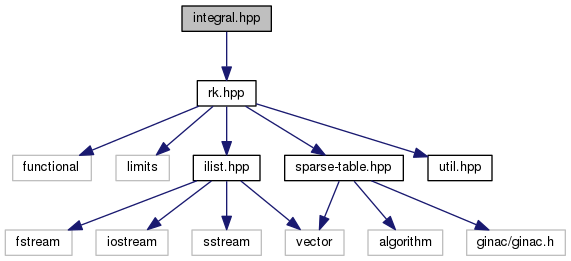 integral.hpp
rk.hpp
functional
limits
ilist.hpp
sparse-table.hpp
util.hpp
fstream
iostream
sstream
vector
algorithm
ginac/ginac.h